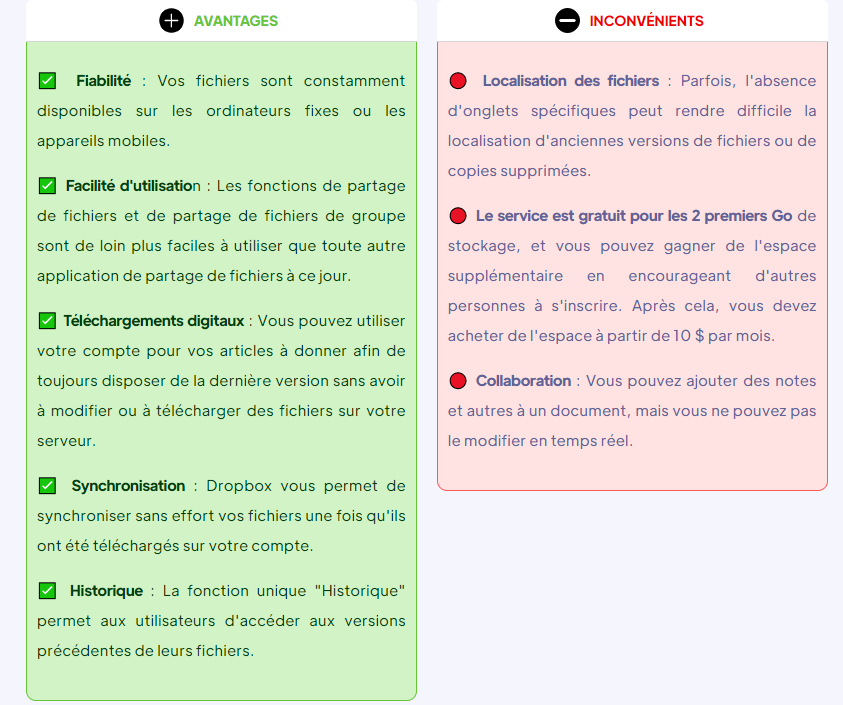 AVANTAGES
Fiabilité : Vos fichiers sont constamment
disponibles sur les ordinateurs fixes ou les
appareils mobiles.
Facilité d'utilisation : Les fonctions de partage
de fichiers et de partage de fichiers de groupe
sont de loin plus faciles à utiliser que toute autre
application de partage de fichiers à ce jour.
Téléchargements digitaux : Vous pouvez utiliser
votre compte pour vos articles à donner afin de
toujours disposer de la dernière version sans avoir
à modifier ou à télécharger des fichiers sur votre
serveur.
Synchronisation : Dropbox vous permet de
synchroniser sans effort vos fichiers une fois qu'ils
ont été téléchargés sur votre compte.
Historique : La fonction unique "Historique"
permet aux utilisateurs d'accéder aux versions
précédentes de leurs fichiers.
INCONVÉNIENTS
Localisation des fichiers : Parfois, l'absence
d'onglets spécifiques peut rendre difficile la
localisation d'anciennes versions de fichiers ou de
copies supprimées.
Le service est gratuit pour les 2 premiers Go de
stockage, et vous pouvez gagner de l'espace
supplémentaire en encourageant d'autres
personnes à s'inscrire. Après cela, vous devez
acheter de l'espace à partir de 10 $ par mois.
Collaboration : Vous pouvez ajouter des notes
et autres à un document, mais vous ne pouvez pas
le modifier en temps réel.